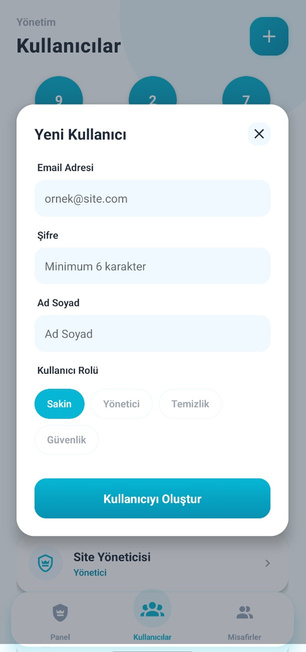 Yönetim
Kullanıcılar
9 2 7
Yeni Kullanıcı
Email Adresi
ornek@site.com
Şifre
Minimum 6 karakter
Ad Soyad
Ad Soyad
Kullanıcı Rolü
Sakin Yönetici Temizlik
Güvenlik
Kullanıcıyı Oluştur
Site Yöneticisi
Yönetici
Panel Kullanıcılar Misafirler